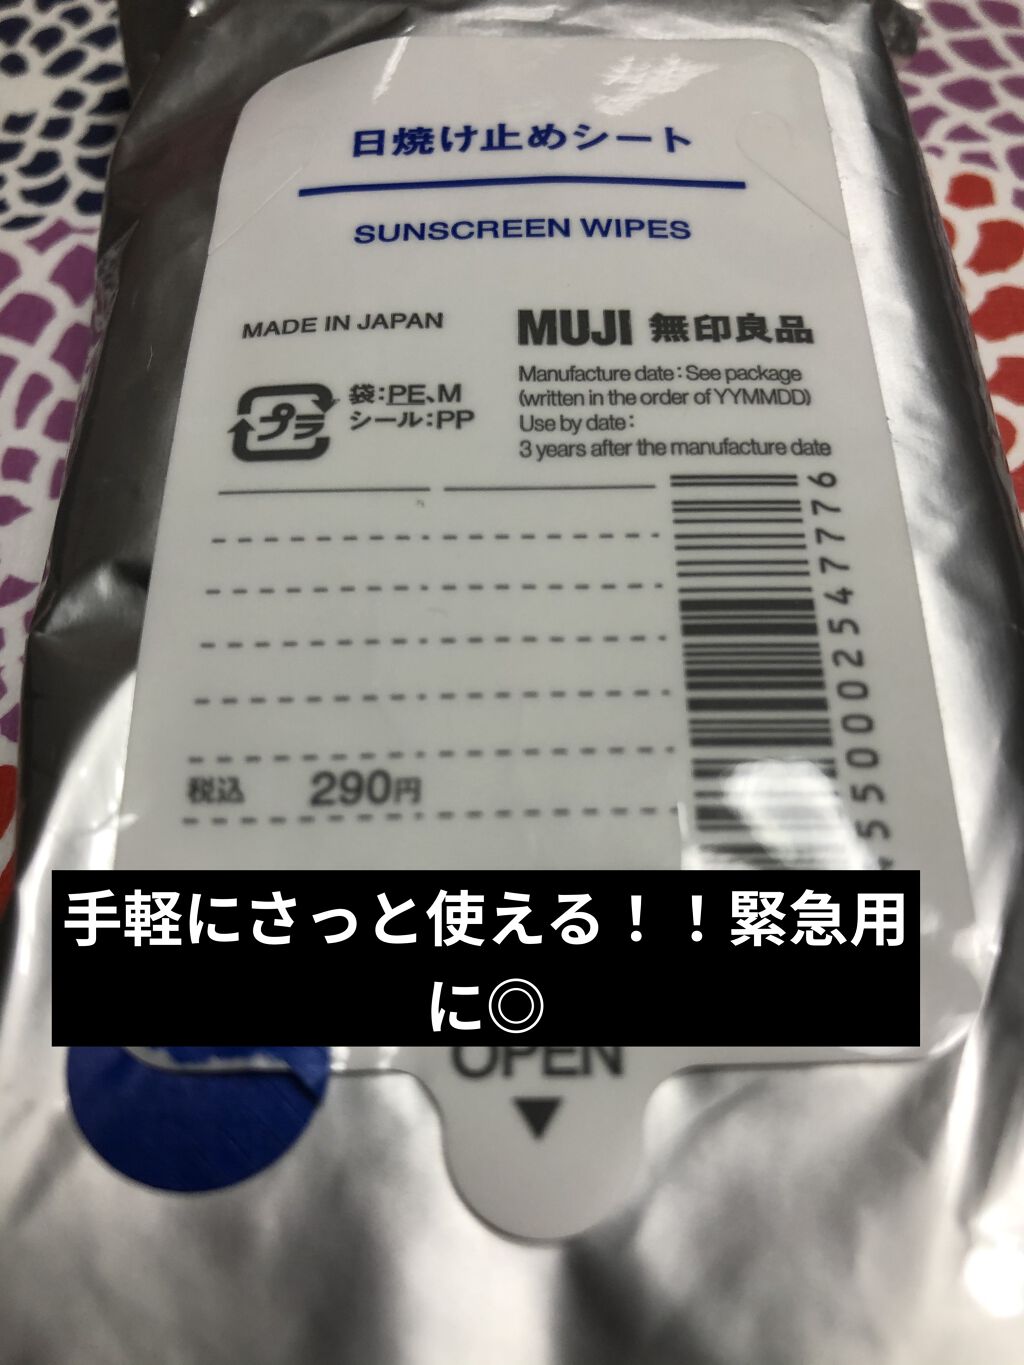 日焼け止めシート
SUNSCREEN WIPES
MADE IN JAPAN
MUJI 無印良品
プラ
袋:PE、M
シール:PP
Manufacture date:See package
(written in the order of YYMMDD)
Use by date:
3 years after the manufacture date
550002547776
税込 290円
手軽にさっと使える！！緊急用
に◎
OPEN